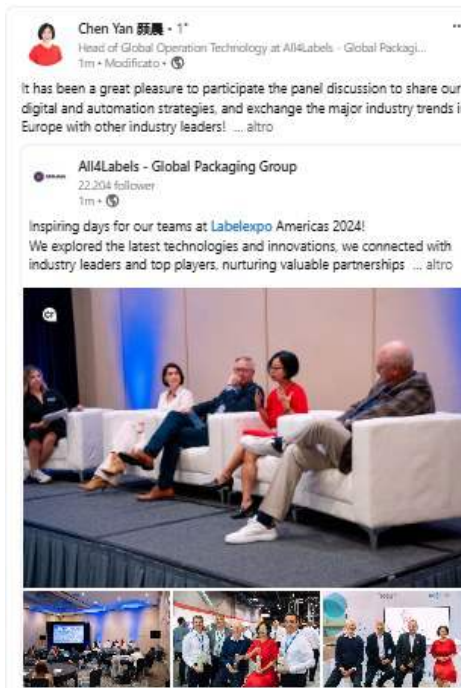 Chen Yan 顔晨 • 1°
Head of Global Operation Technology at All4Labels - Global Packagi...
1m • Modificato •
It has been a great pleasure to participate the panel discussion to share our
digital and automation strategies, and exchange the major industry trends i
Europe with other industry leaders! ... altro
All4Labels - Global Packaging Group
22.204 follower
1m •
Inspiring days for our teams at Labelexpo Americas 2024!
We explored the latest technologies and innovations, we connected with
industry leaders and top players, nurturing valuable partnerships ... altro